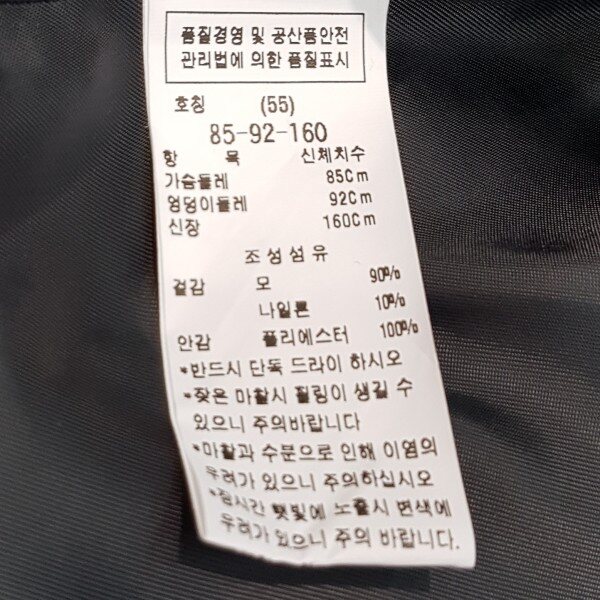 품질경영 및 공산품안전
관리법에 의한 품질표시
호칭 (55)
85-92-160
항 목 신체치수
가슴둘레 85Cm
엉덩이둘레 92Cm
신장 160Cm
조성섬유
겉감 모 90%
나일론 10%
안감 폴리에스터 100%
*반드시 단독 드라이 하시오
*잦은 마찰시 필링이 생길 수
있으니 주의바랍니다
*마찰과 수분으로 인해 이염의
우려가 있으니 주의하십시오
*장시간 햇빛에 노출시 변색에
우려가 있으니 주의 바랍니다.